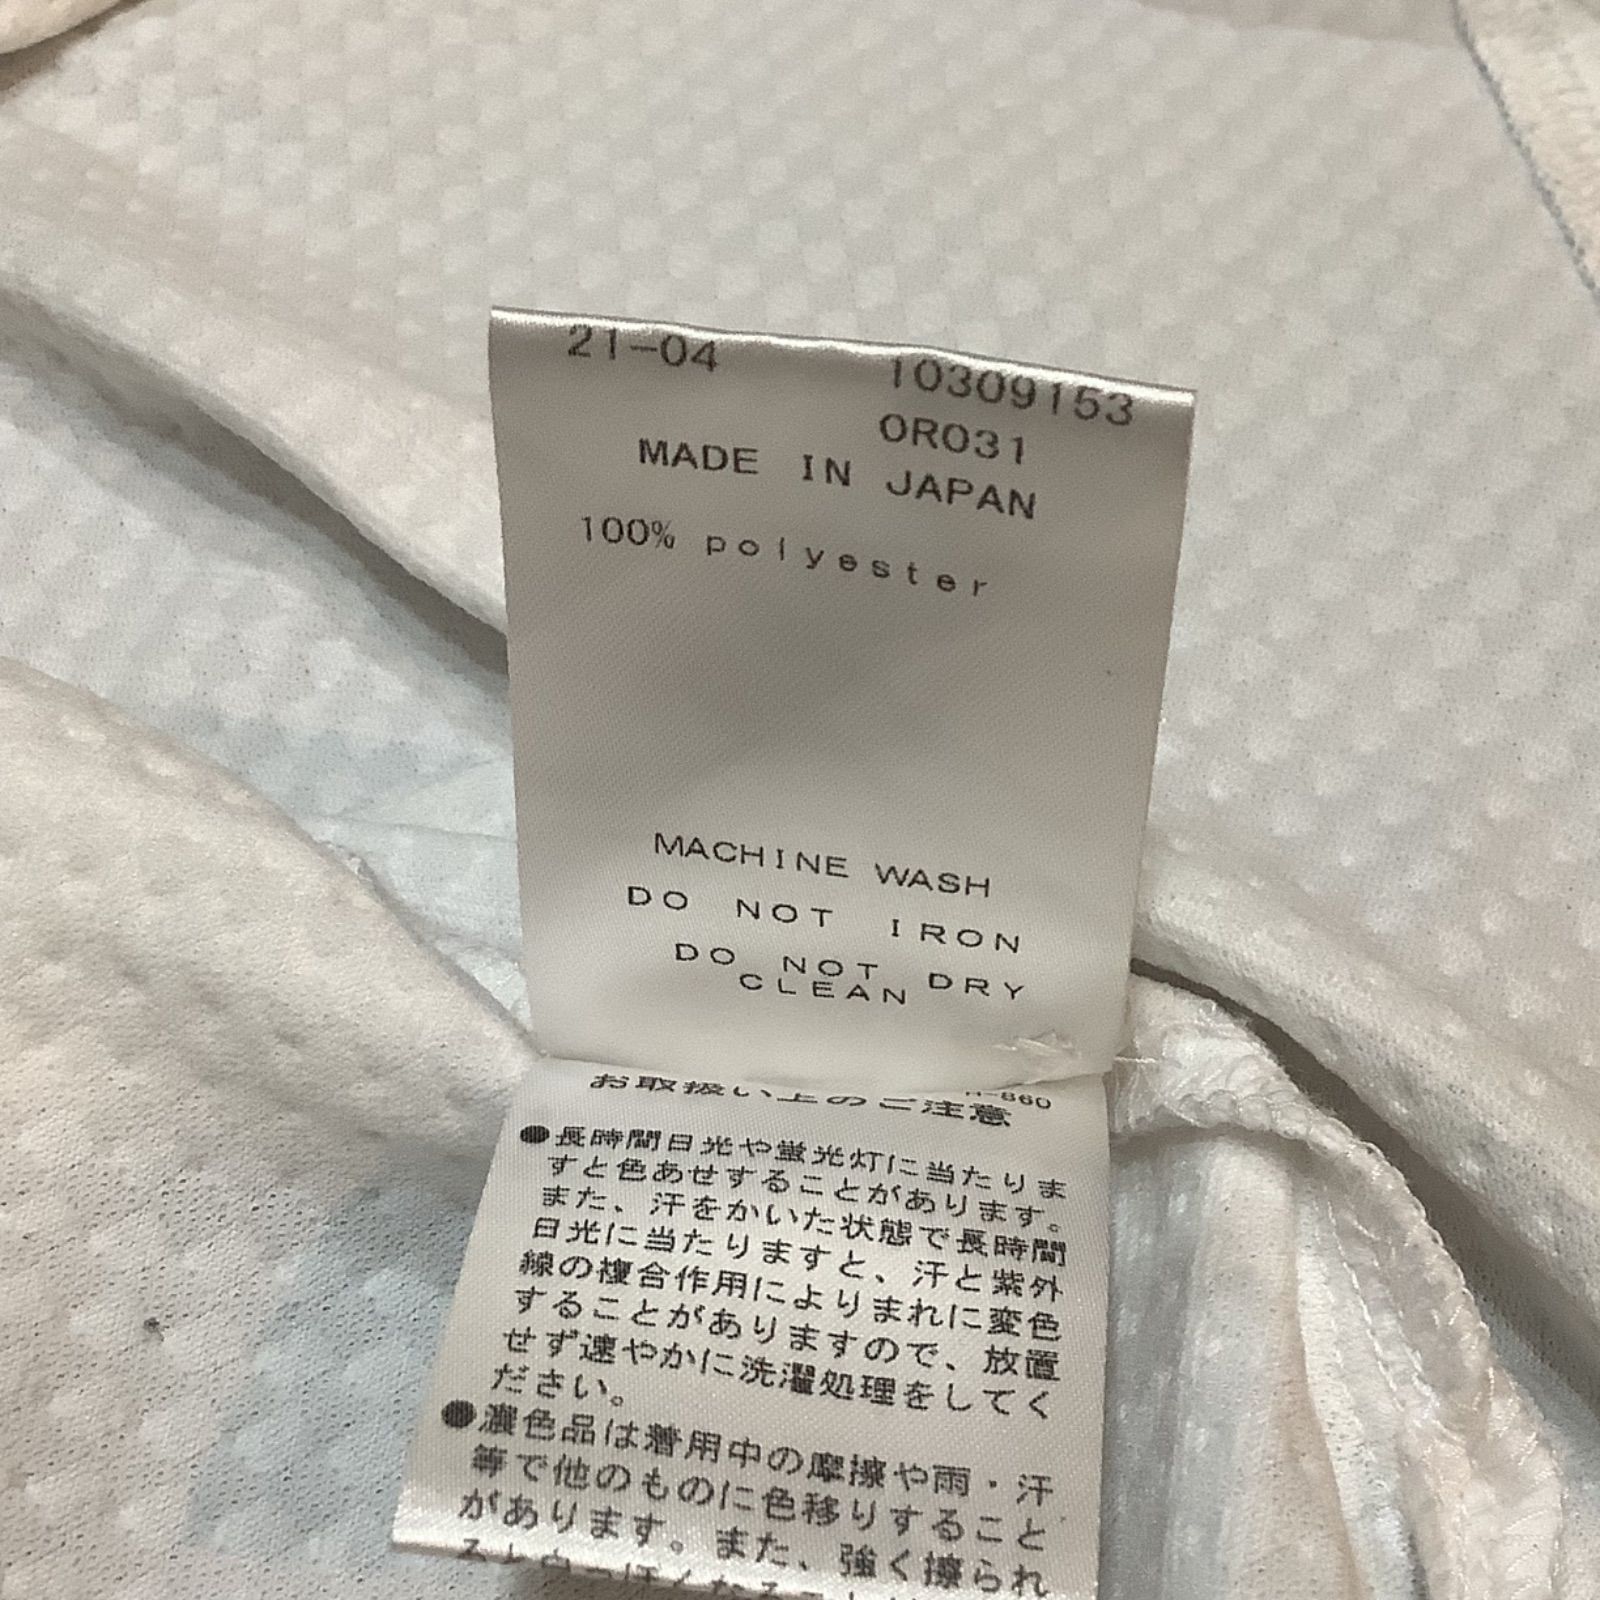 21-04 10309153
0R031
MADE IN JAPAN
100% polyester
MACHINE WASH
DO NOT IRON
DO NOT DRY
CLEAN
-860
お取扱い上のご注意
●長時間日光や蛍光灯に当たりま
すと色あせすることがあります。
また、汗をかいた状態で長時間
日光に当たりますと、汗と紫外
線の複合作用によりまれに変色
することがありますので、放置
せず速やかに洗濯処理をしてく
ださい。
●濃色品は着用中の摩擦や雨・汗
等で他のものに色移りすること
があります。また、強く擦られ